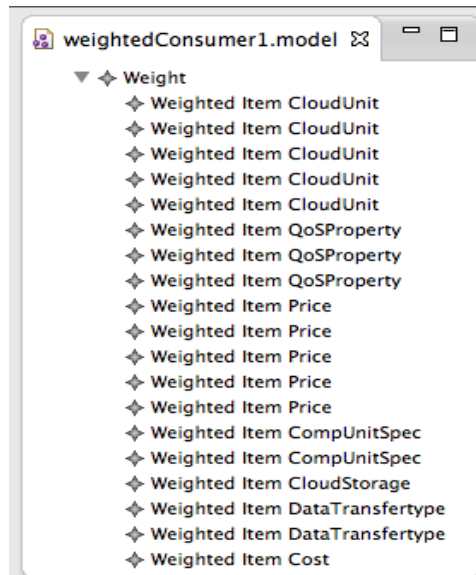 weightedConsumer1.model
Weight
Weighted Item CloudUnit
Weighted Item CloudUnit
Weighted Item CloudUnit
Weighted Item CloudUnit
Weighted Item CloudUnit
Weighted Item QoSProperty
Weighted Item QoSProperty
Weighted Item QoSProperty
Weighted Item Price
Weighted Item Price
Weighted Item Price
Weighted Item Price
Weighted Item Price
Weighted Item CompUnitSpec
Weighted Item CompUnitSpec
Weighted Item CloudStorage
Weighted Item DataTransfertype
Weighted Item DataTransfertype
Weighted Item Cost